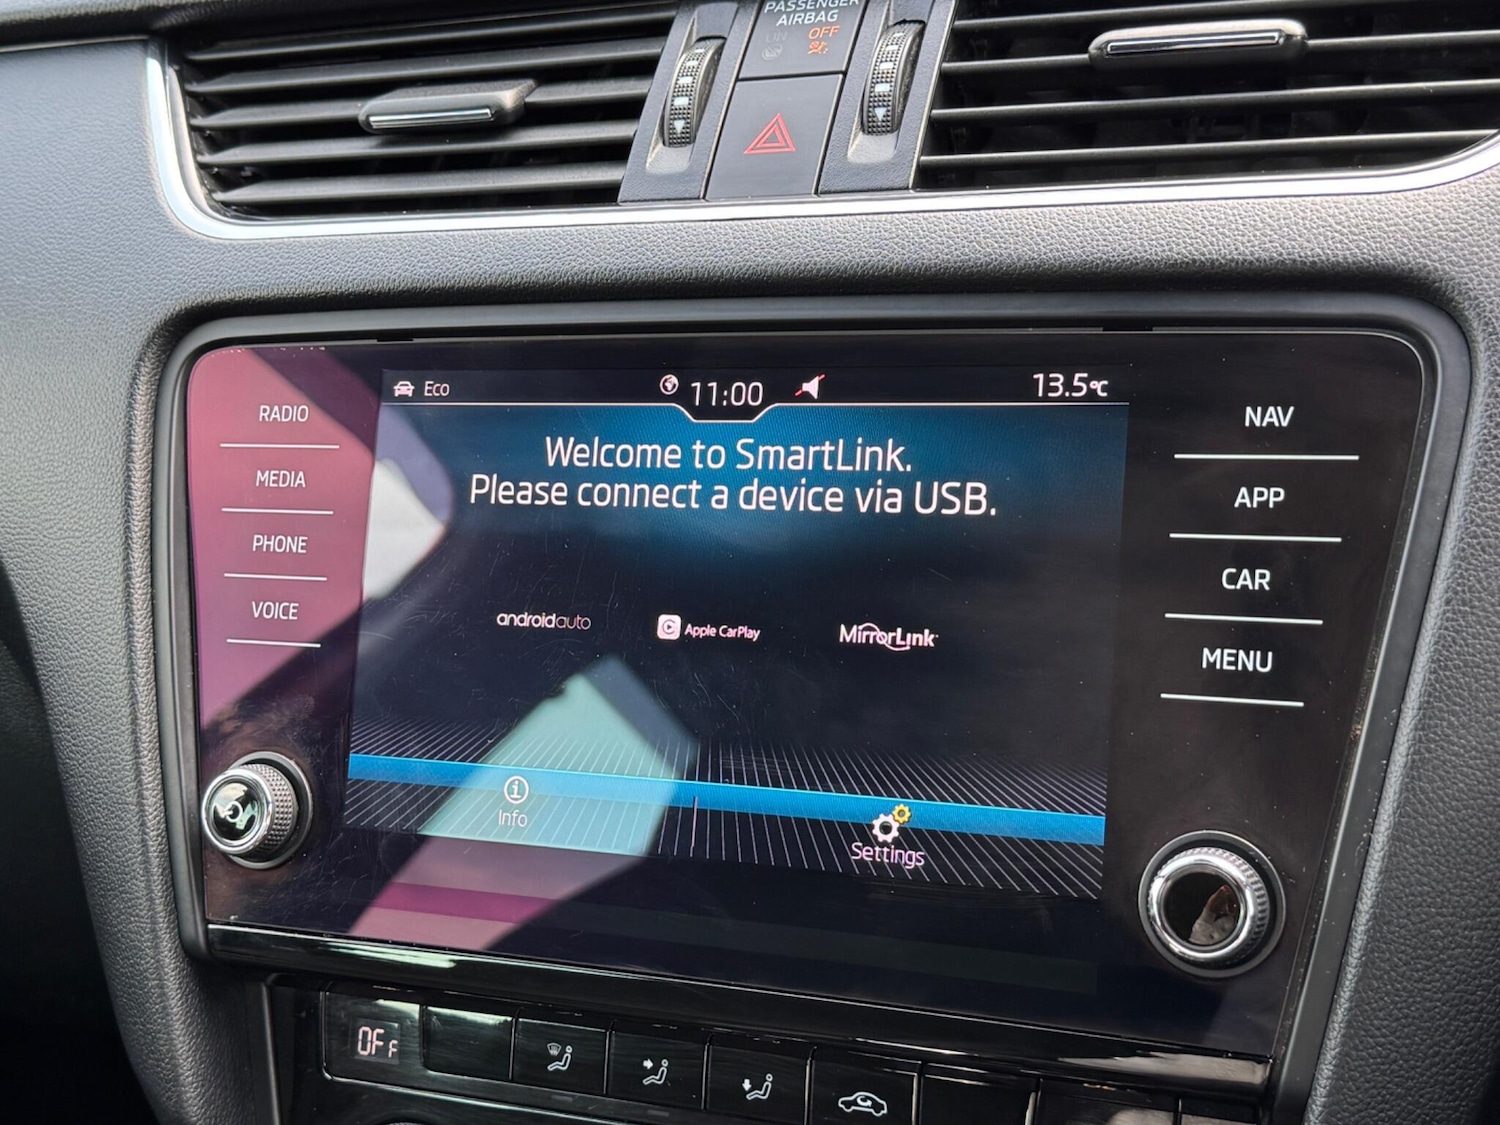 PASSENGER
AIRBAG
ON OFF
Eco 11:00 13.5°C
RADIO
MEDIA
PHONE
VOICE
Welcome to SmartLink.
Please connect a device via USB.
androidauto Apple CarPlay MirrorLink
Info Settings
NAV
APP
CAR
MENU
OFF